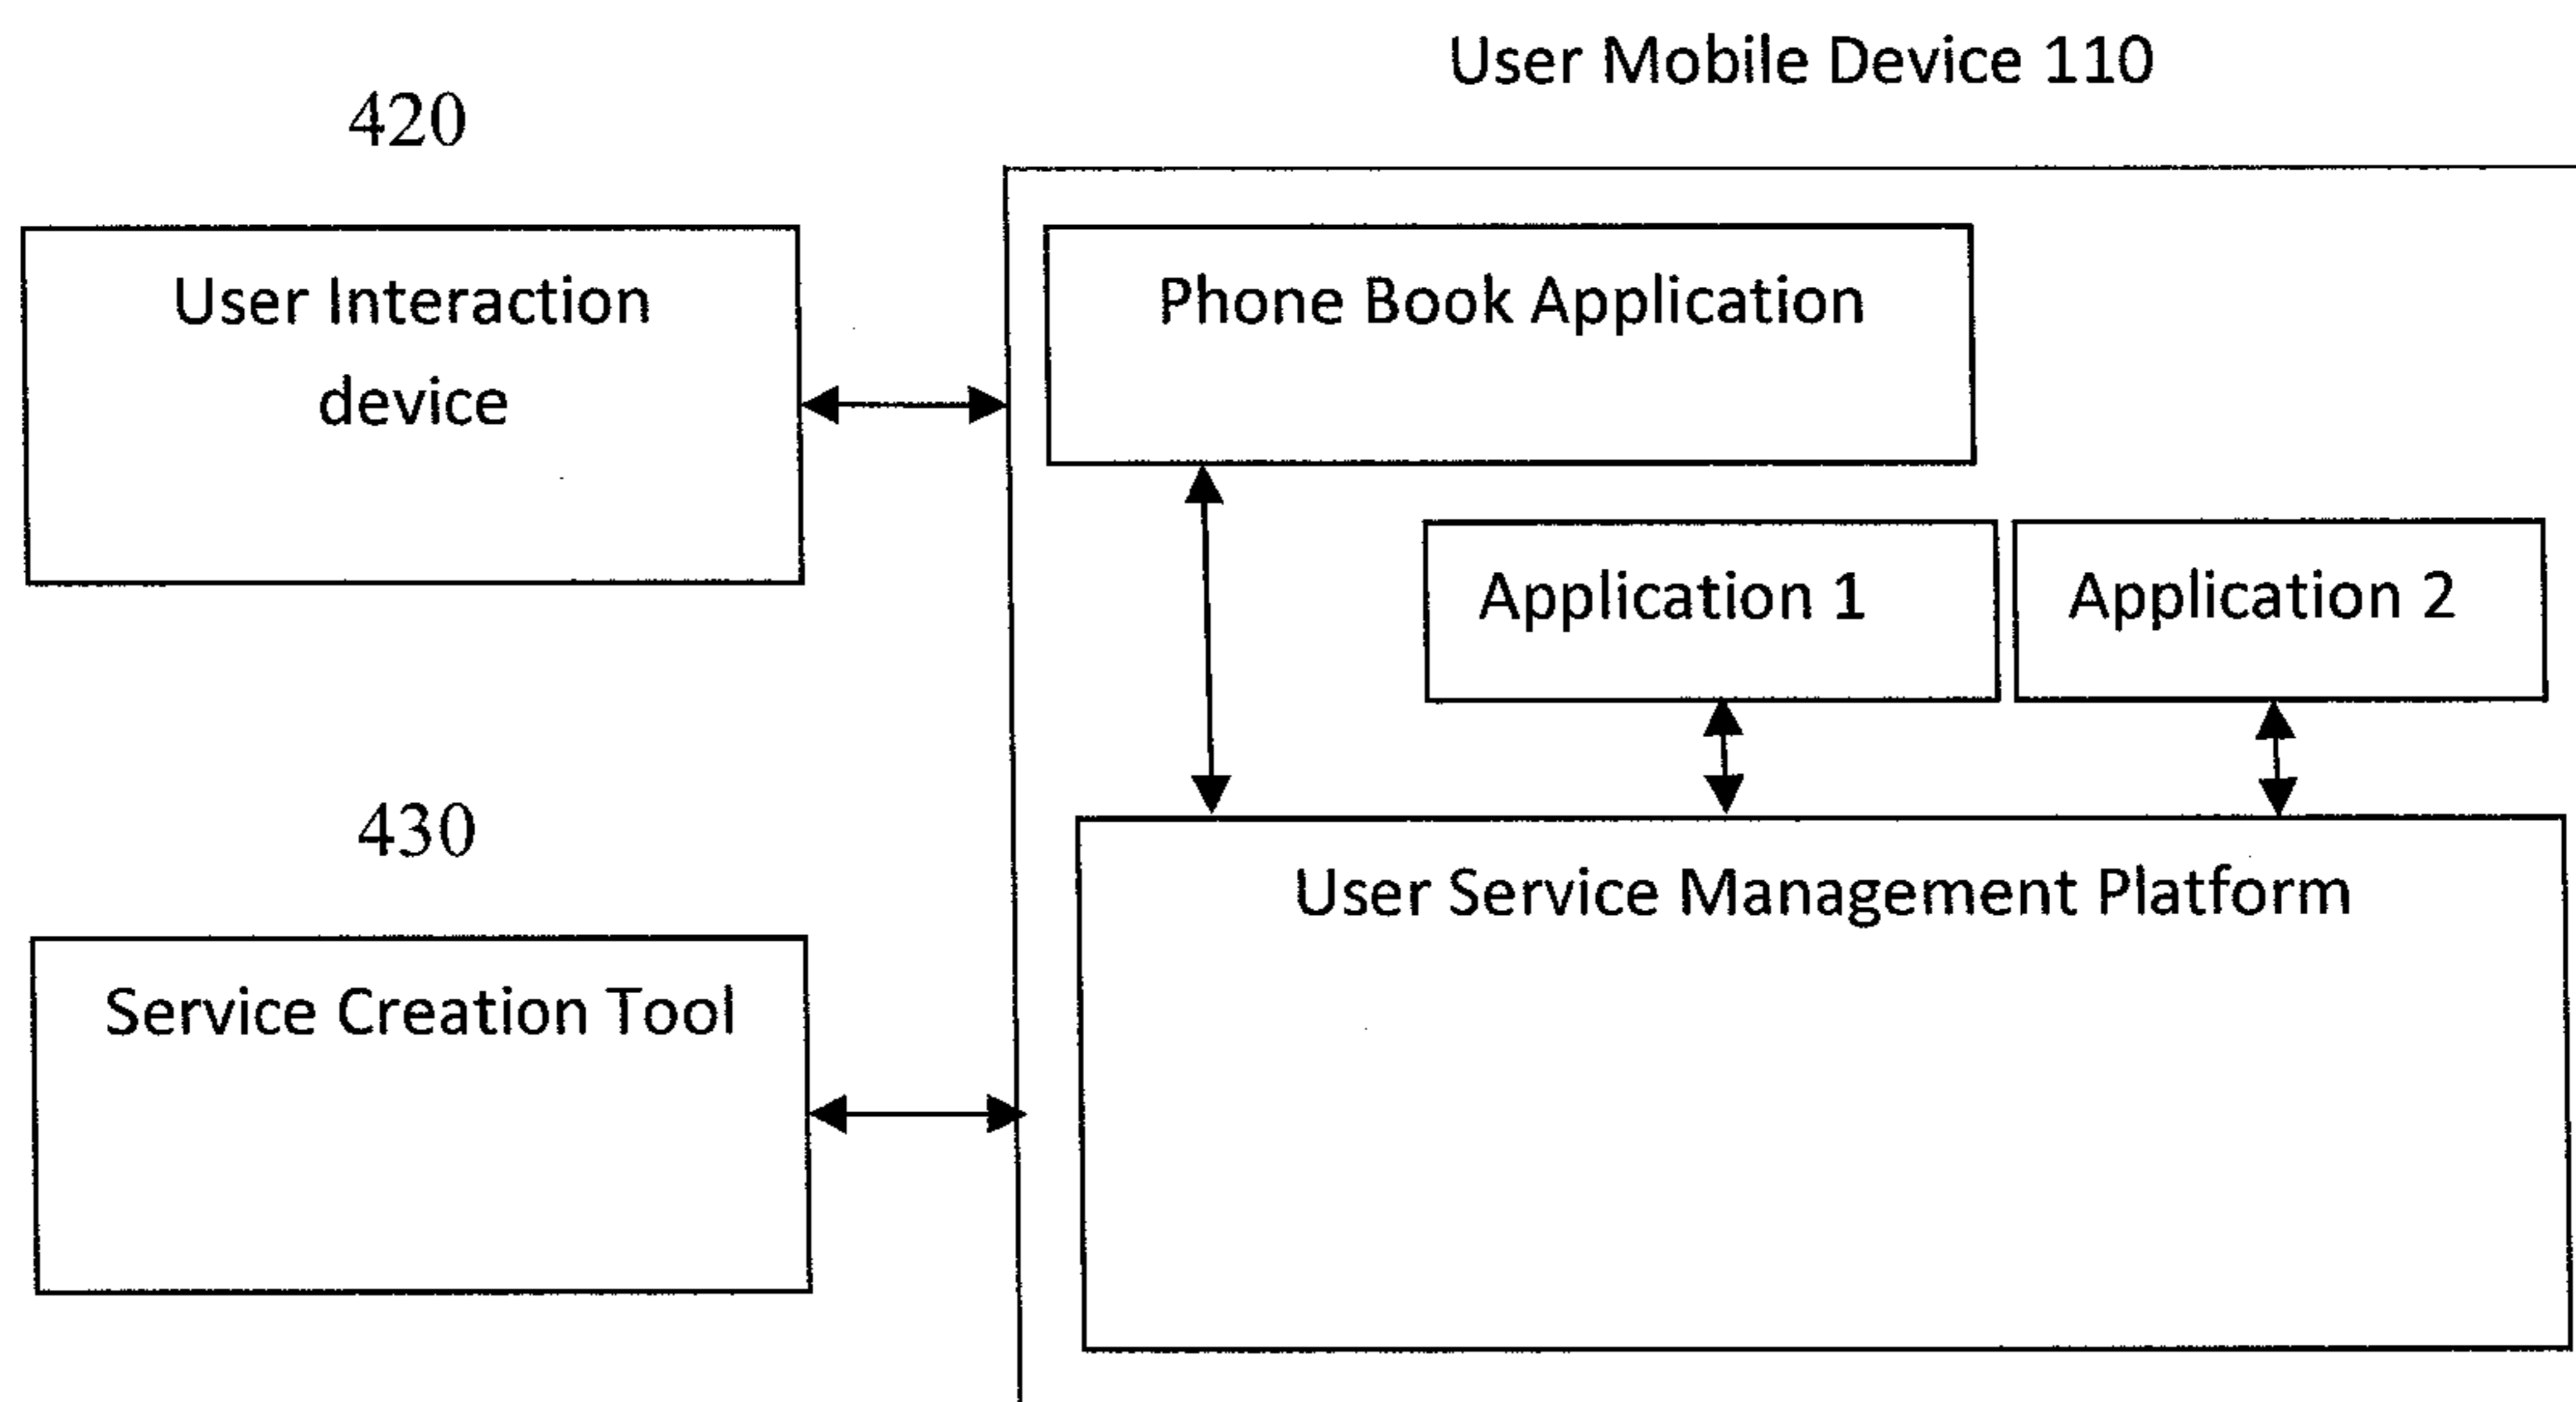 User Mobile Device 110
420
User Interaction
device
Phone Book Application
Application 1
Application 2
430
User Service Management Platform
Service Creation Tool